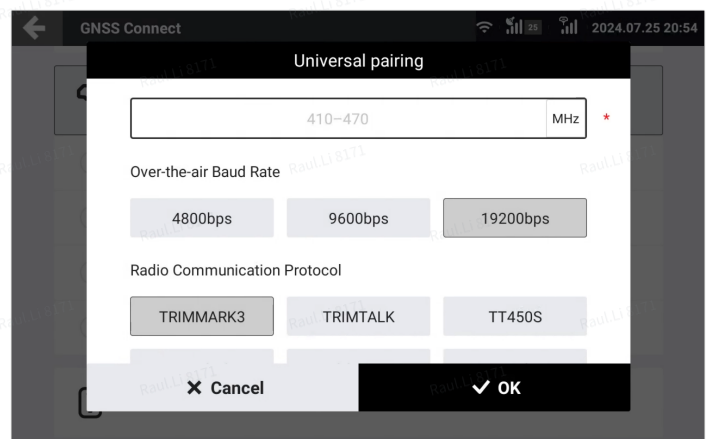 GNSS Connect
25
2024.07.25 20:54
Universal pairing
410–470
MHz
*
Over-the-air Baud Rate
4800bps
9600bps
19200bps
Radio Communication Protocol
TRIMMARK3
TRIMTALK
TT450S
Cancel
OK
RaulLi8171